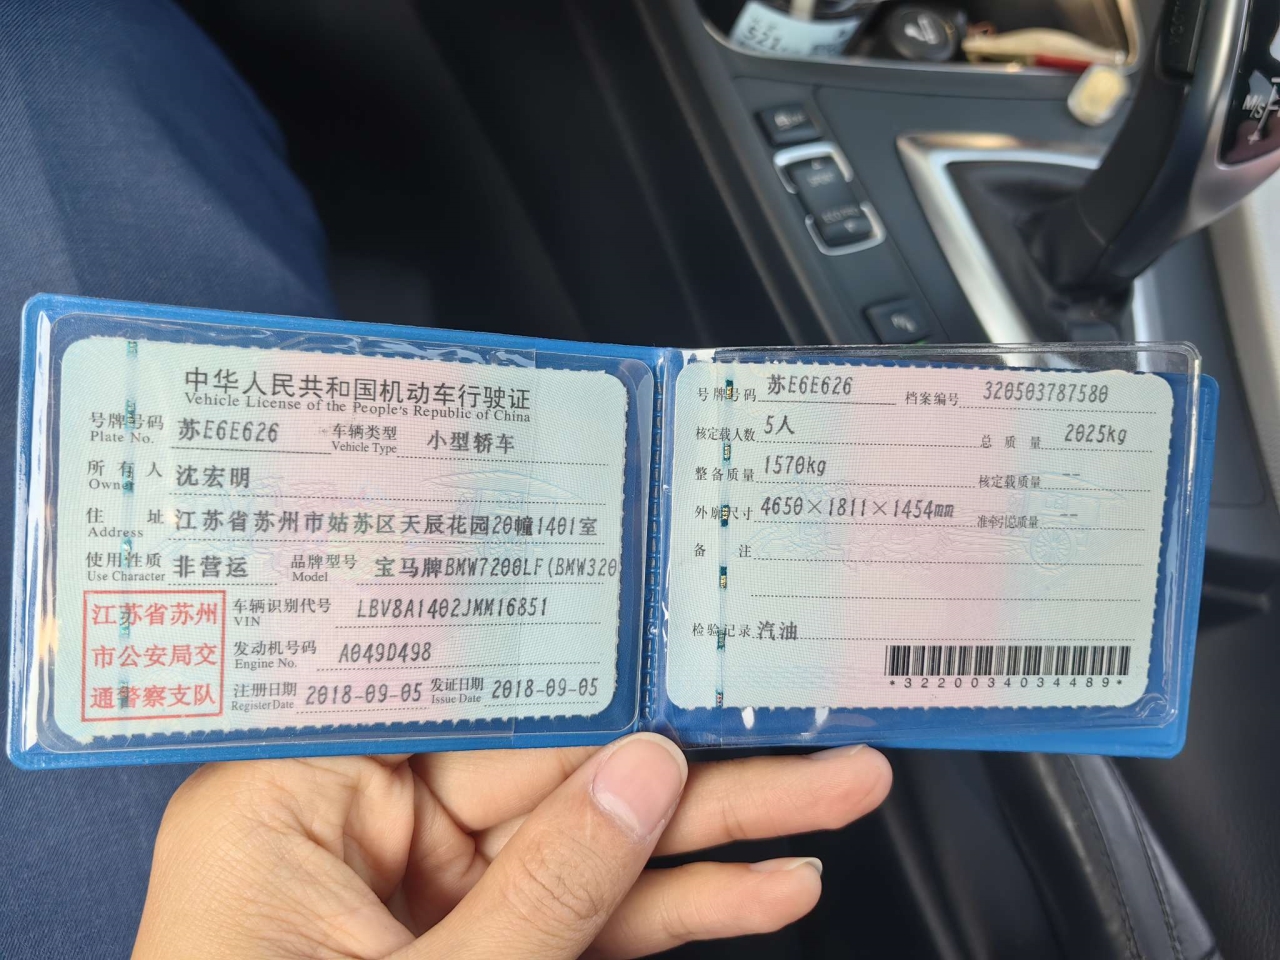 中华人民共和国机动车行驶证
Vehicle License of the People's Republic of China
号牌号码 苏E6E626 车辆类型 小型轿车
Plate No. Vehicle Type
所有人 沈宏明
Owner
住址 江苏省苏州市姑苏区天辰花园20幢1401室
Address
使用性质 非营运 品牌型号 宝马牌BMW7200LF(BMW320
Use Character Model
江苏省苏州
市公安局交
通警察支队
车辆识别代号 LBV8A1402JMM16851
VIN
发动机号码 A049D498
Engine No.
注册日期 2018-09-05 发证日期 2018-09-05
Register Date Issue Date
号牌号码 苏E6E626 档案编号 320503787580
核定载人数 5人 总质量 2025kg
整备质量 1570kg 核定载质量 --
外廓尺寸 4650×1811×1454mm 准牵引总质量 --
备注
检验记录 汽油
*3220034034489*
M/S
+